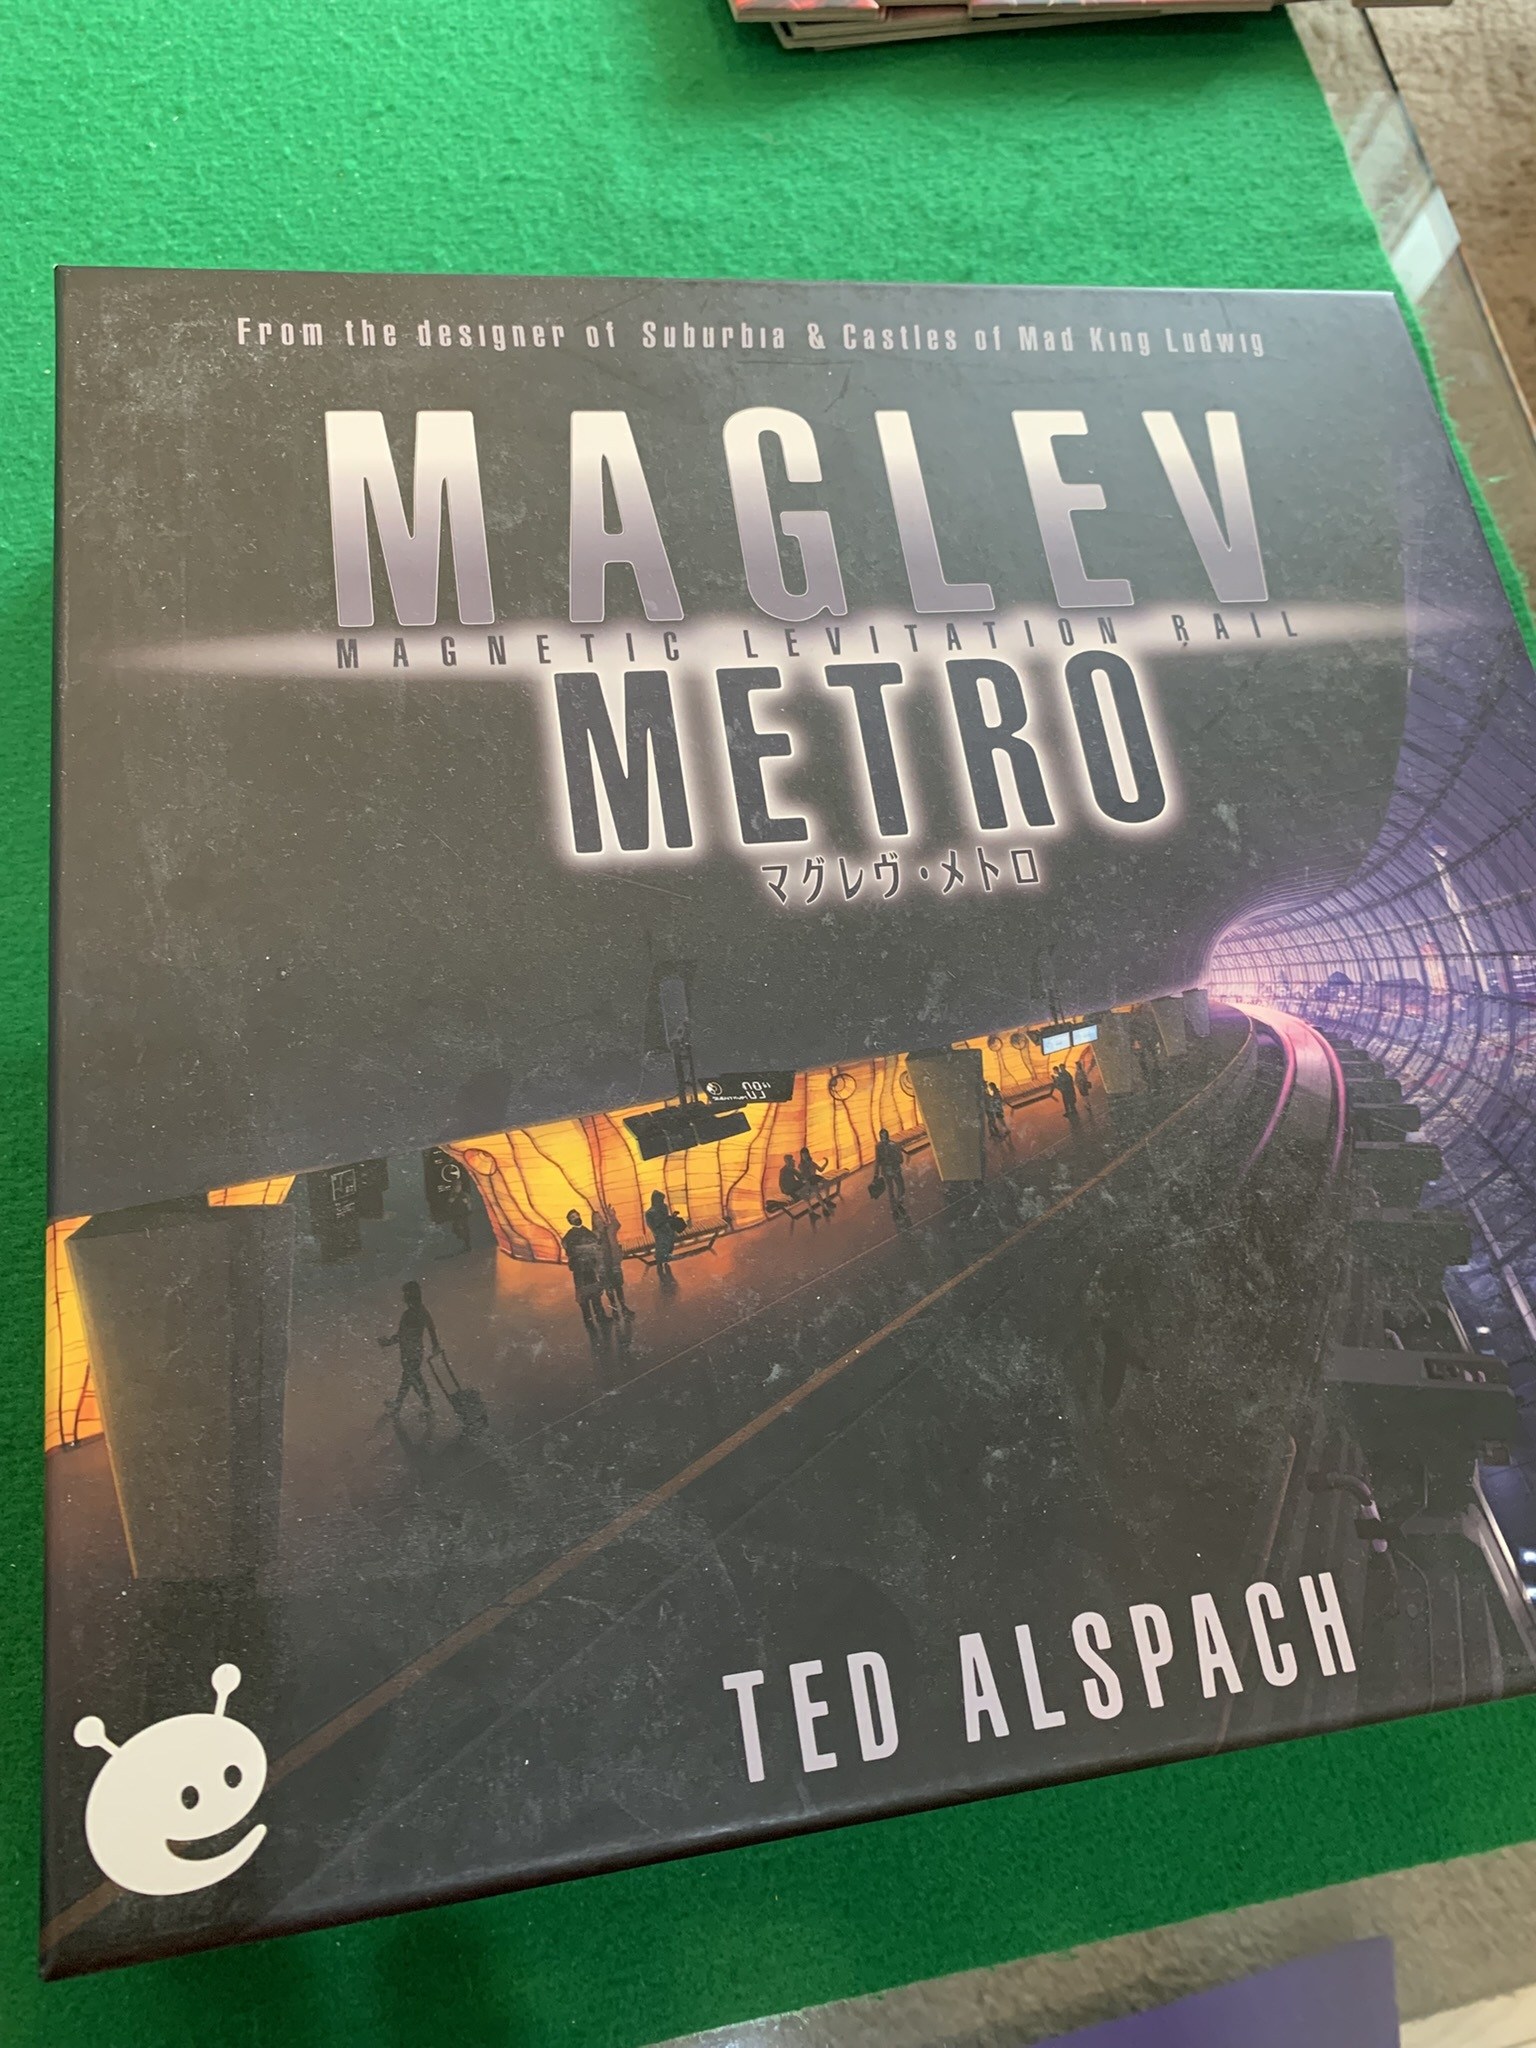 From the designer of Suburbia & Castles of Mad King Ludwig
MAGLEV
MAGNETIC LEVITATION RAIL
METRO
マグレヴ・メトロ
TED ALSPACH